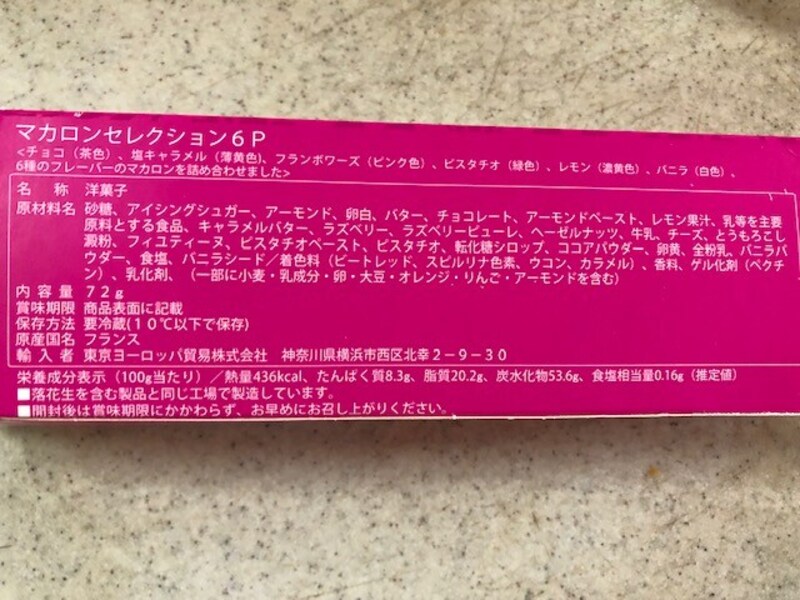 マカロンセレクション６Ｐ
<チョコ（茶色）、塩キャラメル（薄黄色）、フランボワーズ（ピンク色）、ピスタチオ（緑色）、レモン（濃黄色）、バニラ（白色）、
6種のフレーバーのマカロンを詰め合わせました>
名 称 洋菓子
原材料名 砂糖、アイシングシュガー、アーモンド、卵白、バター、チョコレート、アーモンドペースト、レモン果汁、乳等を主要
原料とする食品、キャラメルバター、ラズベリー、ラズベリーピューレ、ヘーゼルナッツ、牛乳、チーズ、とうもろこし
澱粉、フィユティーヌ、ピスタチオペースト、ピスタチオ、転化糖シロップ、ココアパウダー、卵黄、全粉乳、バニラパ
ウダー、食塩、バニラシード／着色料（ビートレッド、スピルリナ色素、ウコン、カラメル）、香料、ゲル化剤（ペクチ
ン）、乳化剤、（一部に小麦・乳成分・卵・大豆・オレンジ・りんご・アーモンドを含む）
内 容 量 ７２ｇ
賞味期限 商品表面に記載
保存方法 要冷蔵(１０℃以下で保存)
原産国名 フランス
輸 入 者 東京ヨーロッパ貿易株式会社 神奈川県横浜市西区北幸２－９－３０
栄養成分表示（100g当たり）／熱量436kcal、たんぱく質8.3g、脂質20.2g、炭水化物53.6g、食塩相当量0.16g（推定値）
■落花生を含む製品と同じ工場で製造しています。
■開封後は賞味期限にかかわらず、お早めにお召し上がりください。